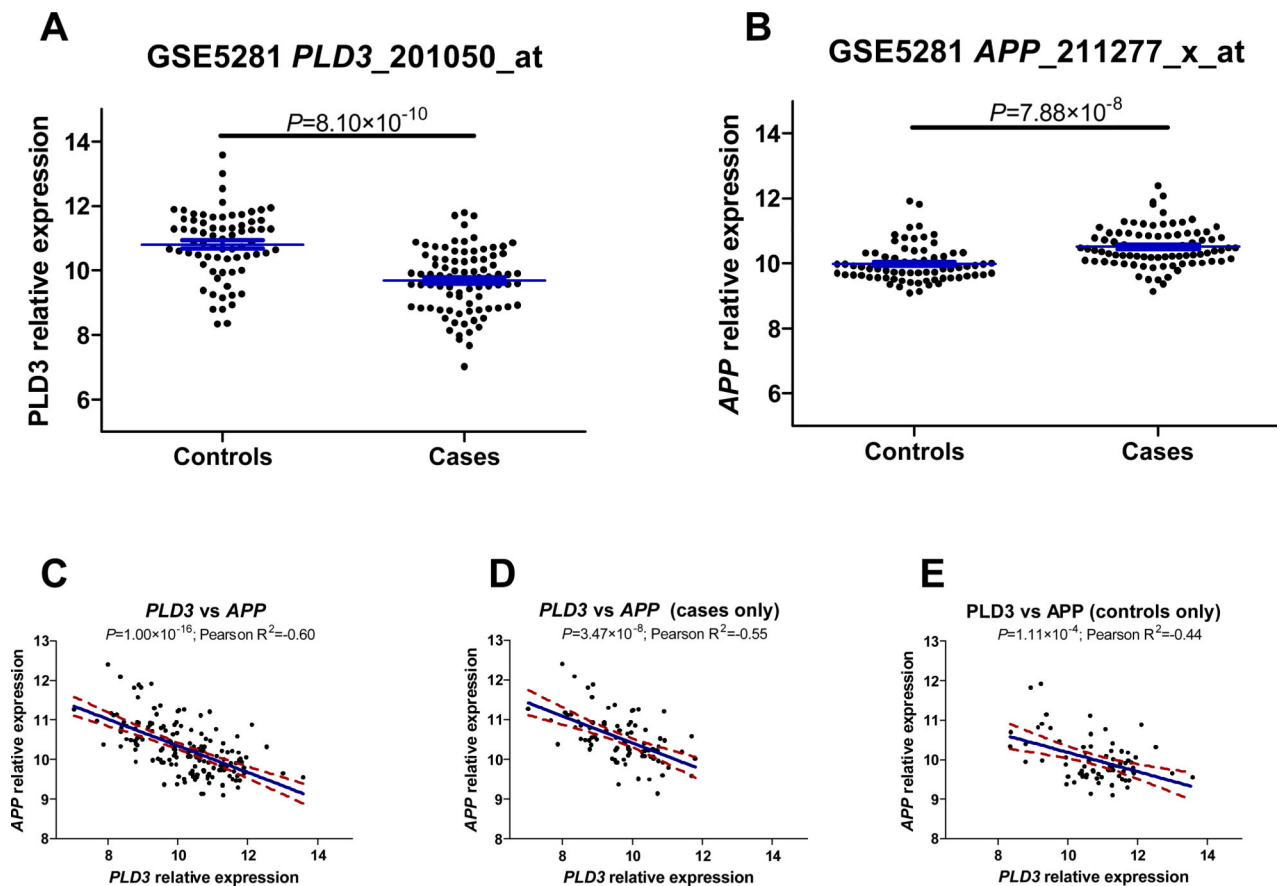 A
GSE5281 PLD3_201050_at
P=8.10×10-10
PLD3 relative expression
14
12
10
8
6
Controls
Cases
B
GSE5281 APP_211277_x_at
P=7.88×10-8
APP relative expression
14
12
10
8
6
Controls
Cases
C
PLD3 vs APP
P=1.00×10-16; Pearson R2=-0.60
APP relative expression
13
12
11
10
9
8
8
10
12
14
PLD3 relative expression
D
PLD3 vs APP (cases only)
P=3.47×10-8; Pearson R2=-0.55
APP relative expression
13
12
11
10
9
8
8
10
12
14
PLD3 relative expression
E
PLD3 vs APP (controls only)
P=1.11×10-4; Pearson R2=-0.44
APP relative expression
13
12
11
10
9
8
8
10
12
14
PLD3 relative expression